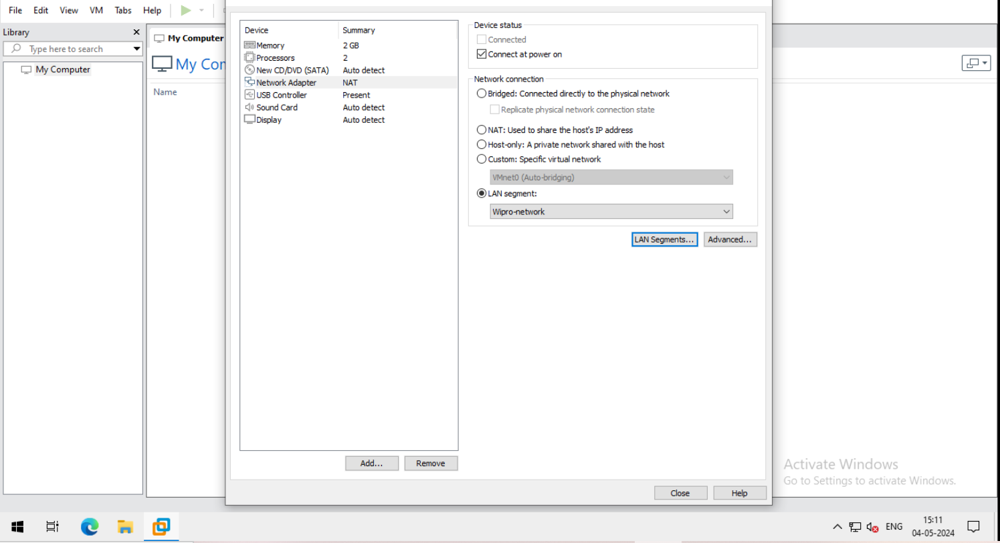 File Edit View VM Tabs Help
Library
Type here to search
My Computer
My Computer
My Con
Name
Device Summary
Memory 2 GB
Processors 2
New CD/DVD (SATA) Auto detect
Network Adapter NAT
USB Controller Present
Sound Card Auto detect
Display Auto detect
Add...
Remove
Device status
Connected
Connect at power on
Network connection
Bridged: Connected directly to the physical network
Replicate physical network connection state
NAT: Used to share the host's IP address
Host-only: A private network shared with the host
Custom: Specific virtual network
VMnet0 (Auto-bridging)
LAN segment:
Wipro-network
LAN Segments...
Advanced...
Close
Help
Activate Windows
Go to Settings to activate Windows.
ENG
15:11
04-05-2024